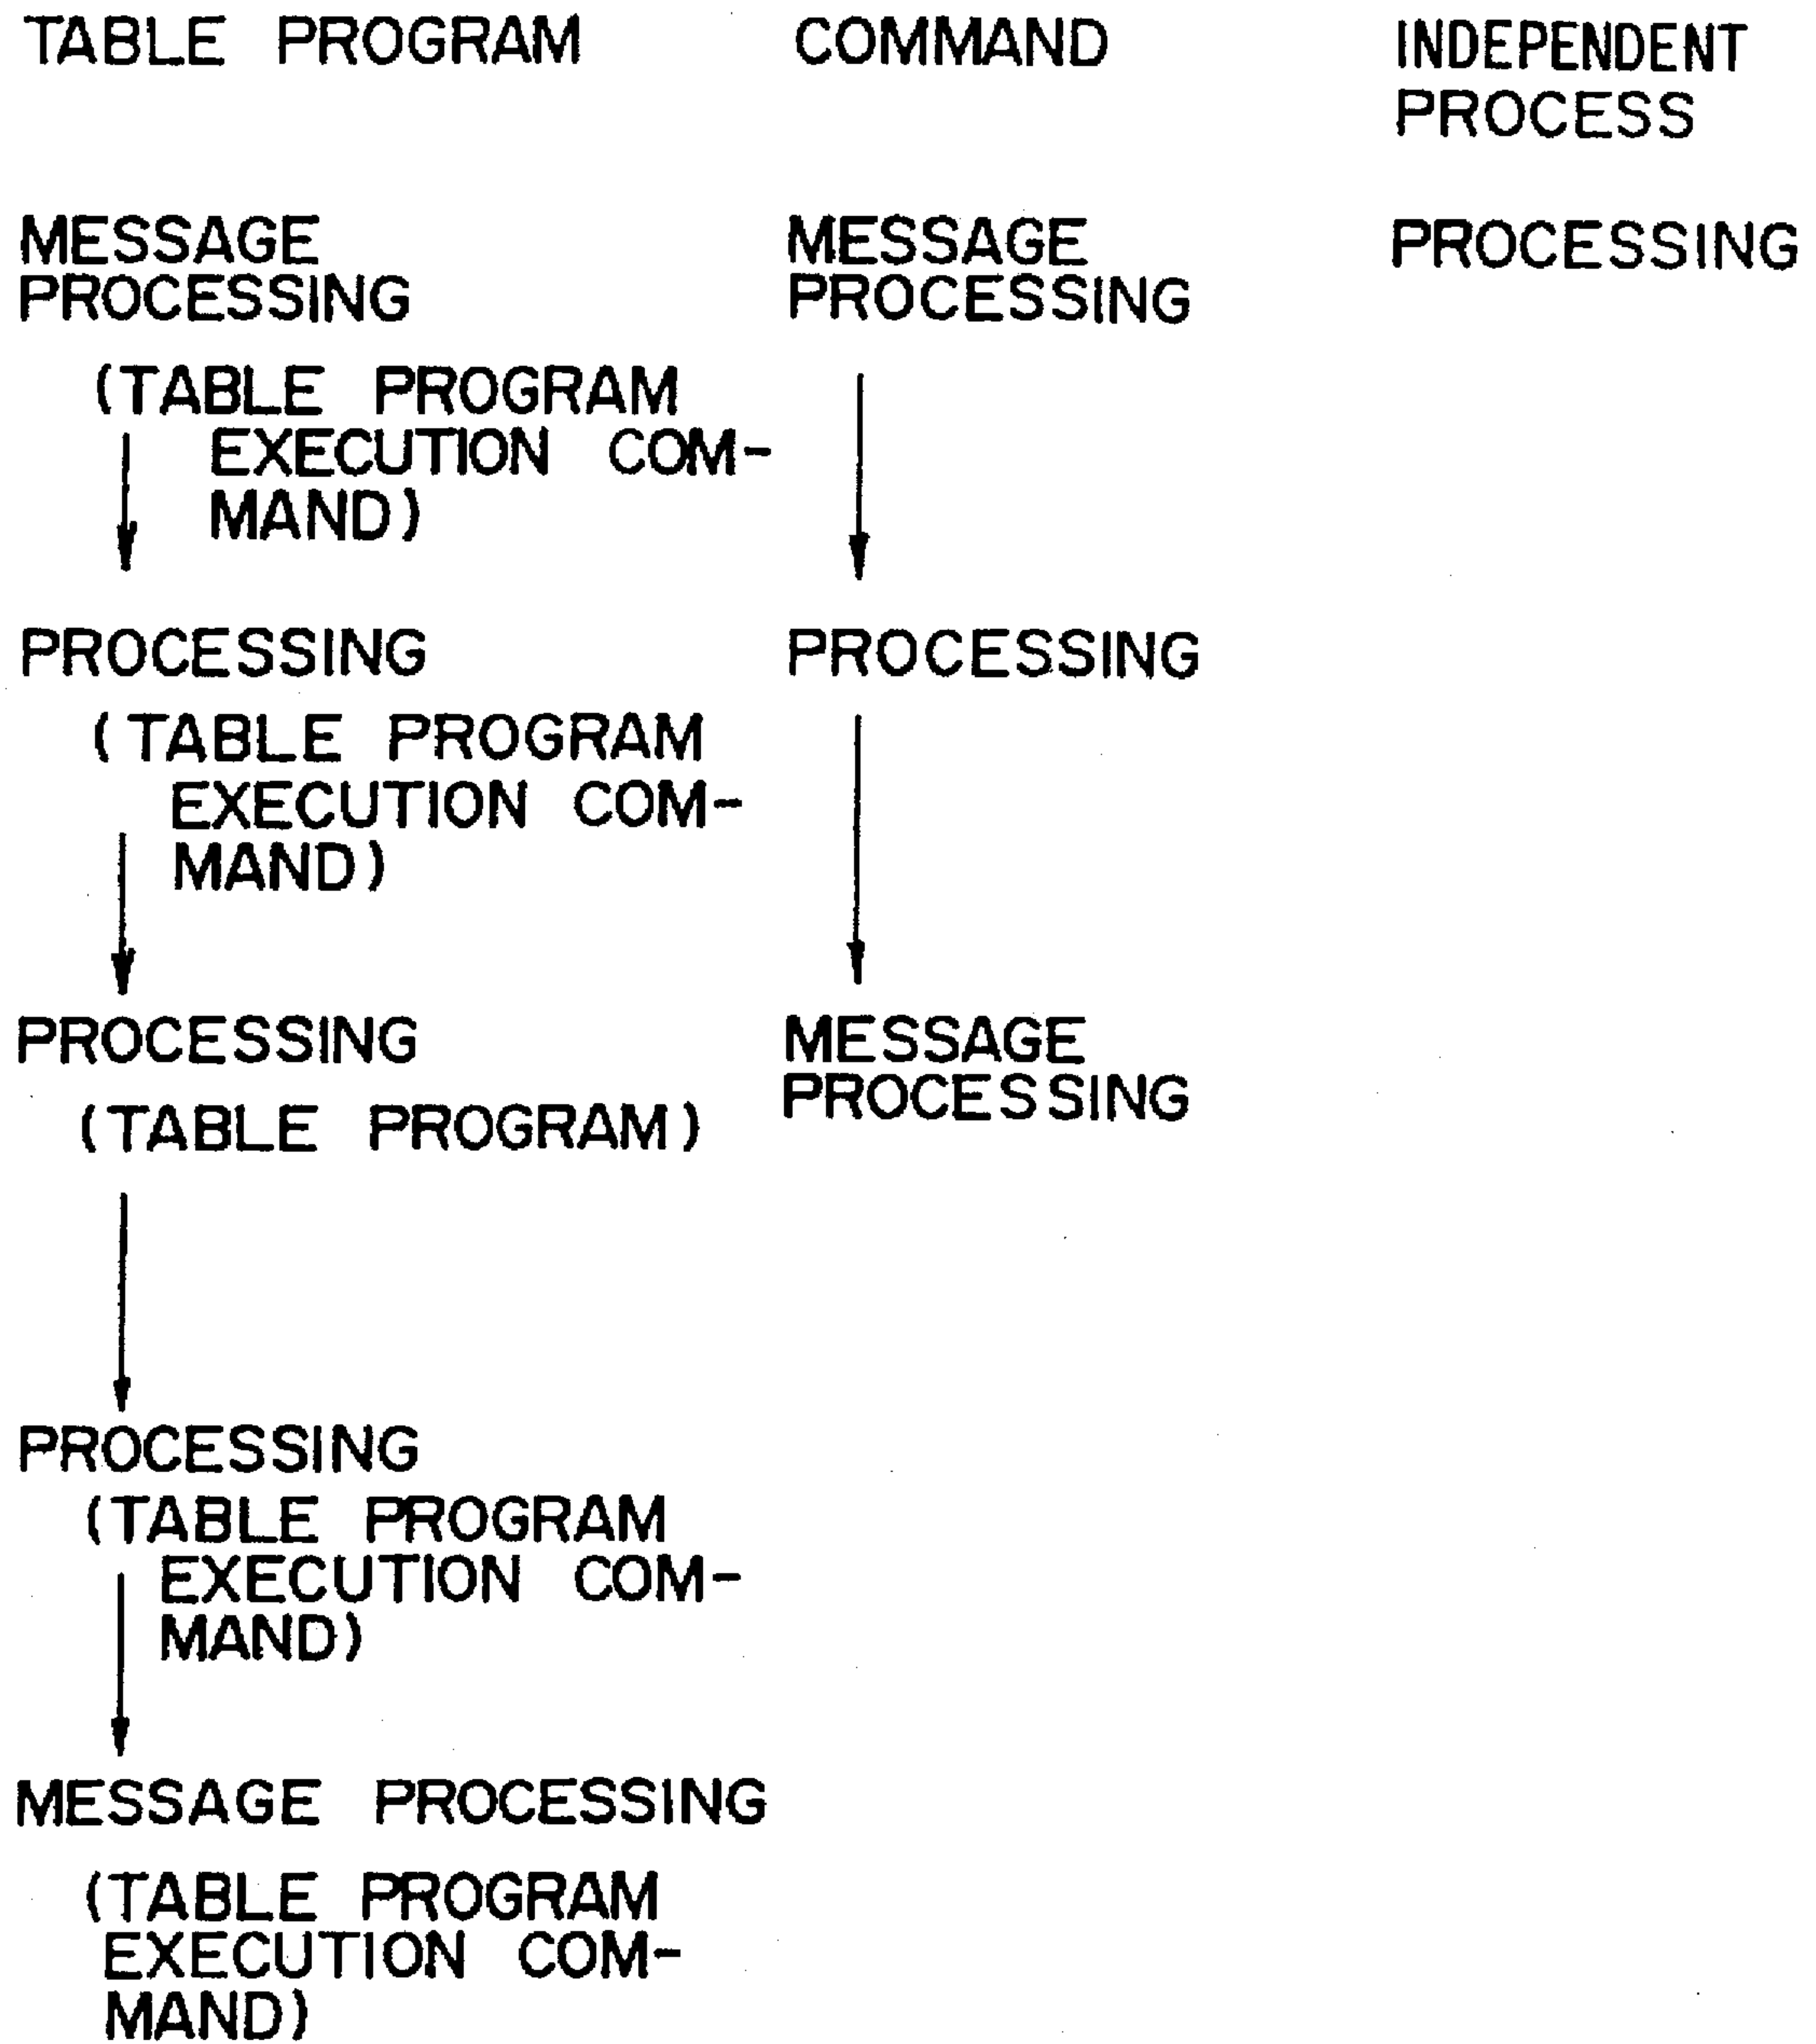 TABLE PROGRAM
MESSAGE
PROCESSING
(TABLE PROGRAM
EXECUTION COM-
MAND)
PROCESSING
(TABLE PROGRAM
EXECUTION COM-
MAND)
PROCESSING
(TABLE PROGRAM)
PROCESSING
(TABLE PROGRAM
EXECUTION COM-
MAND)
MESSAGE PROCESSING
(TABLE PROGRAM
EXECUTION COM-
MAND)
COMMAND
MESSAGE
PROCESSING
PROCESSING
MESSAGE
PROCESSING
INDEPENDENT
PROCESS
PROCESSING